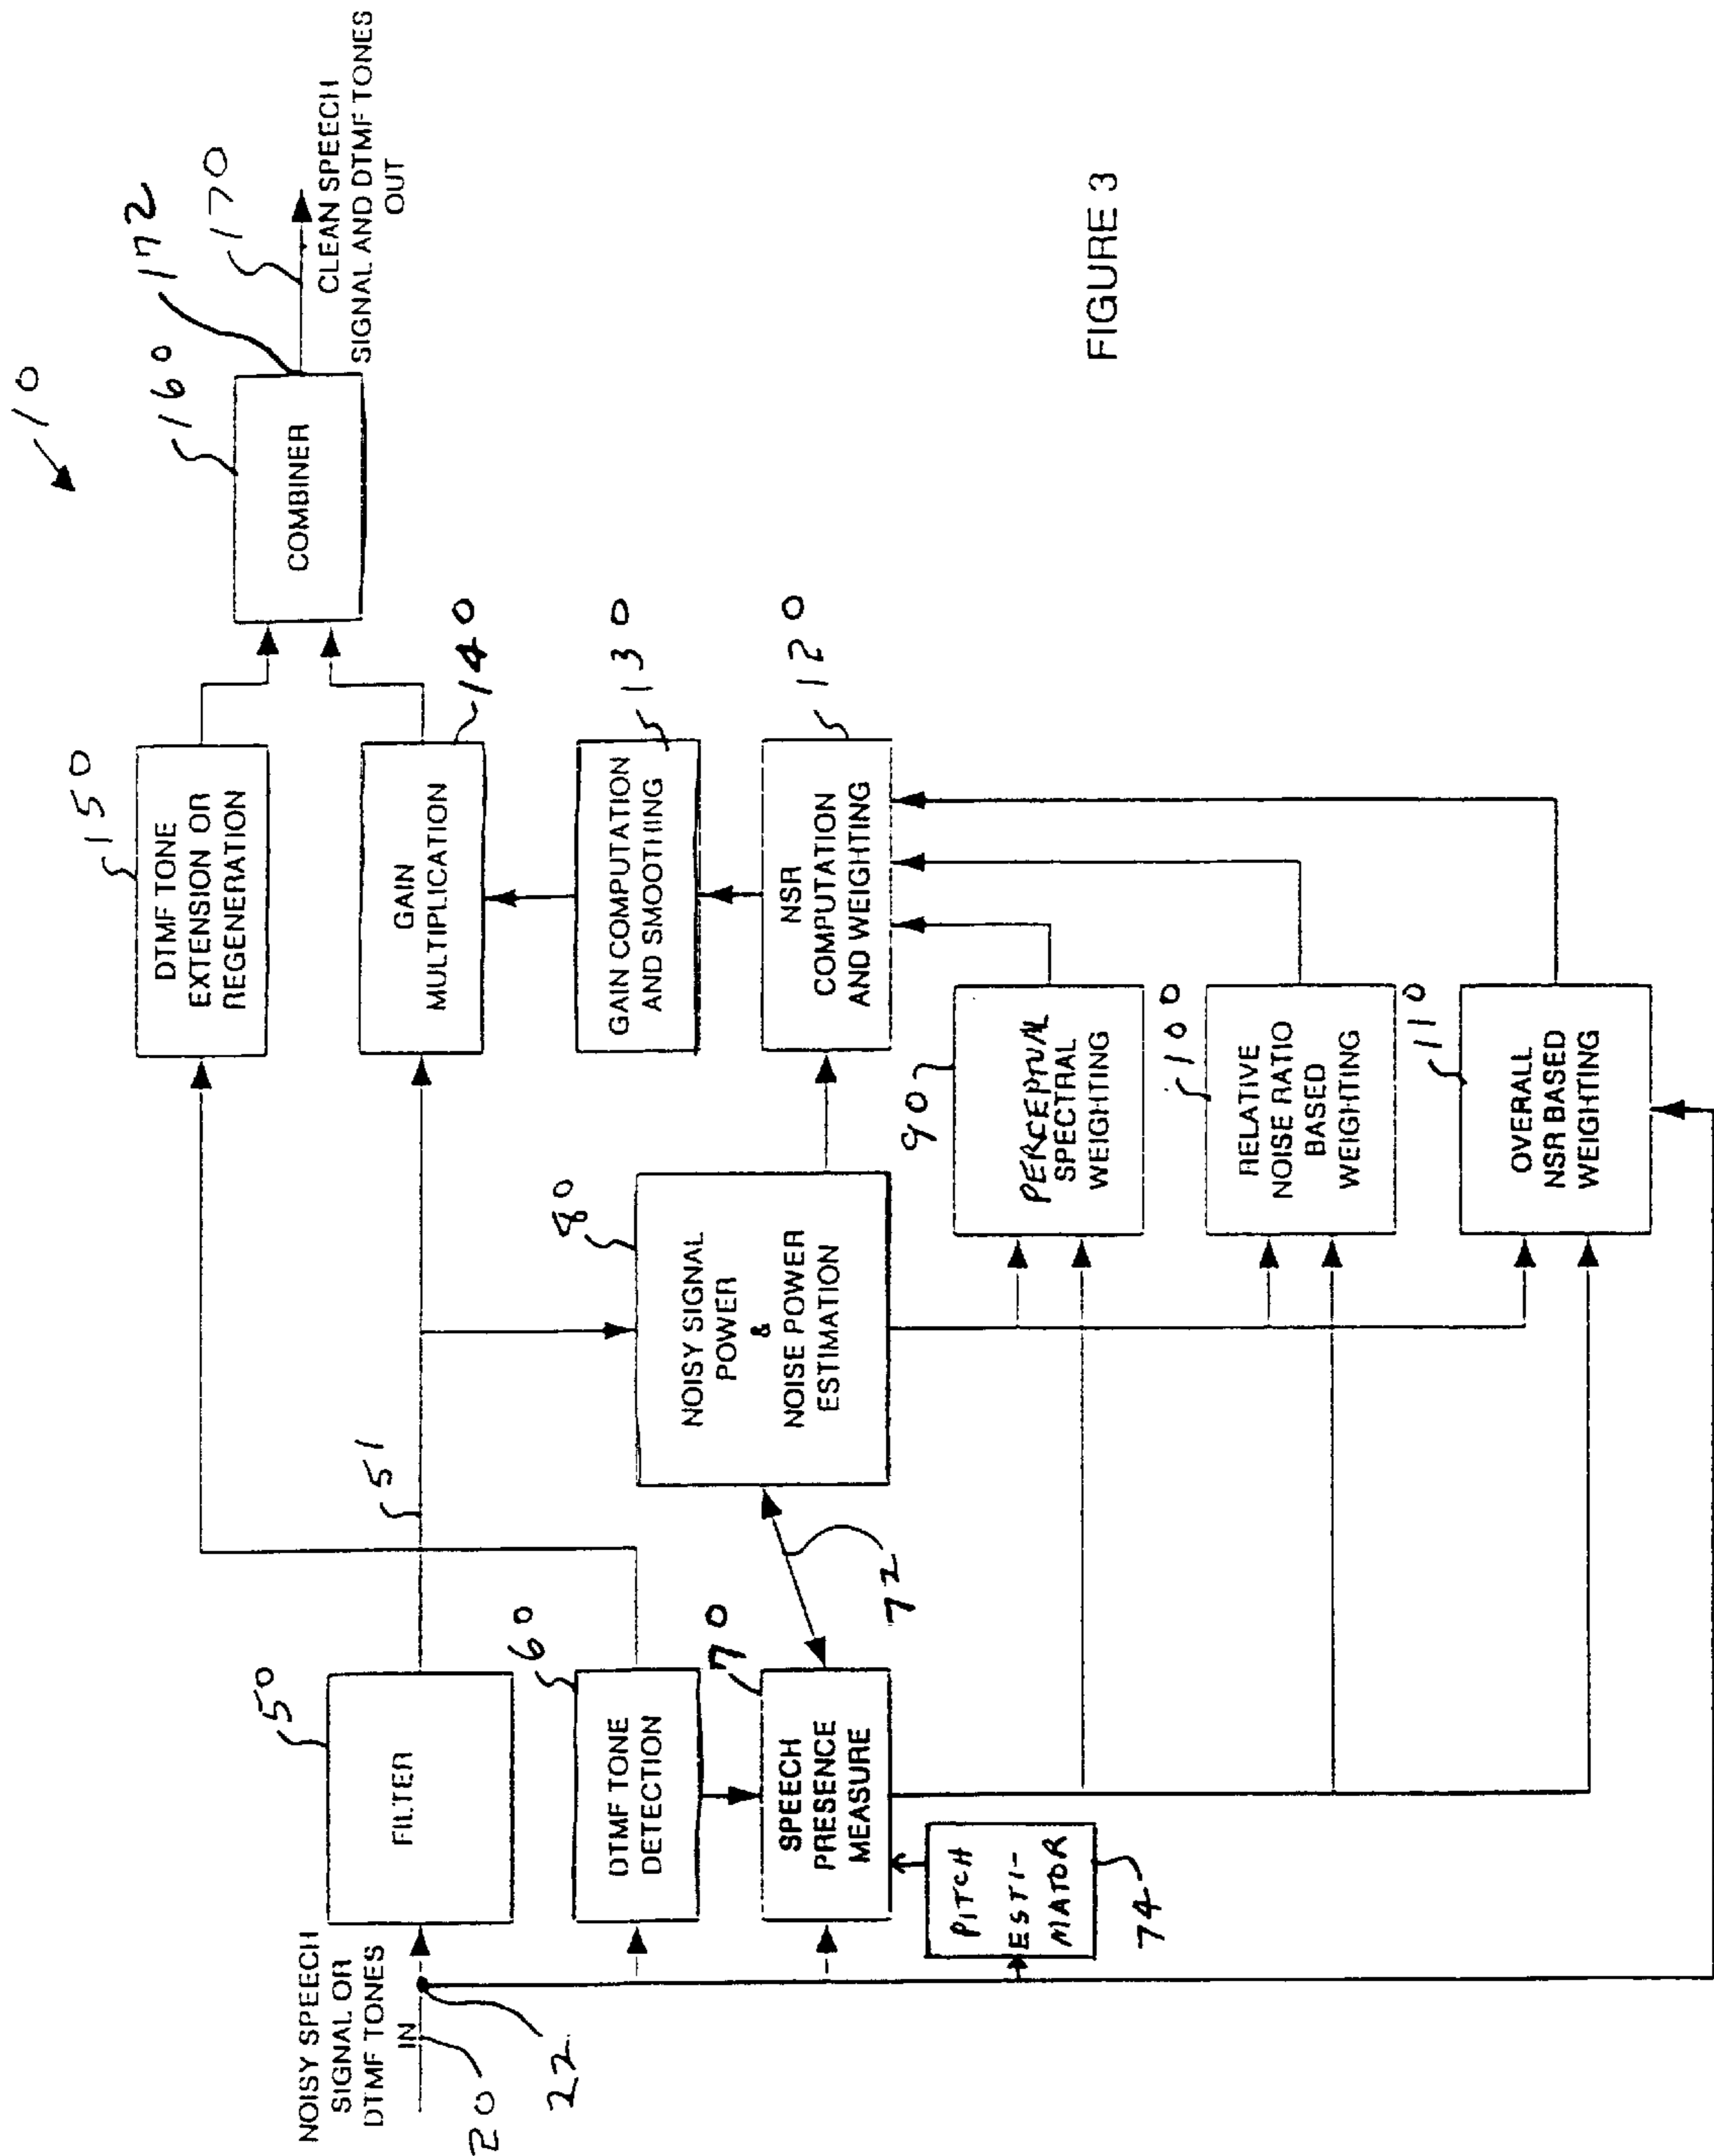 10
NOISY SPEECH
SIGNAL OR
DTMF TONES
IN
20
22
FILTER
50
51
DTMF TONE
DETECTION
60
SPEECH
PRESENCE
MEASURE
70
72
PITCH
ESTI-
MATOR
74
NOISY SIGNAL
POWER
&
NOISE POWER
ESTIMATION
80
PERCEPTUAL
SPECTRAL
WEIGHTING
90
RELATIVE
NOISE RATIO
BASED
WEIGHTING
100
OVERALL
NSR BASED
WEIGHTING
110
NSR
COMPUTATION
AND WEIGHTING
120
GAIN COMPUTATION
AND SMOOTHING
130
GAIN
MULTIPLICATION
140
DTMF TONE
EXTENSION OR
REGENERATION
150
COMBINER
160
172
170
CLEAN SPEECH
SIGNAL AND DTMF TONES
OUT
FIGURE 3